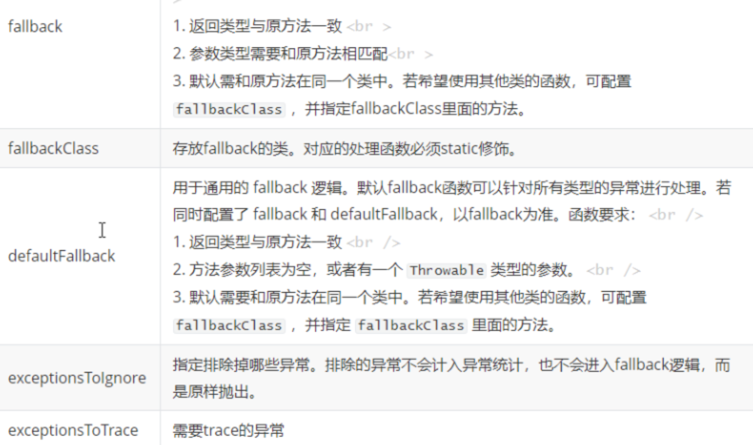 fallback
1. 返回类型与原方法一致 <br >
2. 参数类型需要和原方法相匹配<br >
3. 默认需和原方法在同一个类中。若希望使用其他类的函数，可配置
fallbackClass ，并指定fallbackClass里面的方法。
fallbackClass
存放fallback的类。对应的处理函数必须static修饰。
defaultFallback
用于通用的 fallback 逻辑。默认fallback函数可以针对所有类型的异常进行处理。若
同时配置了 fallback 和 defaultFallback，以fallback为准。函数要求： <br />
1. 返回类型与原方法一致 <br />
2. 方法参数列表为空，或者有一个 Throwable 类型的参数。 <br />
3. 默认需要和原方法在同一个类中。若希望使用其他类的函数，可配置
fallbackClass ，并指定 fallbackClass 里面的方法。
exceptionsToIgnore
指定排除掉哪些异常。排除的异常不会计入异常统计，也不会进入fallback逻辑，而
是原样抛出。
exceptionsToTrace
需要trace的异常